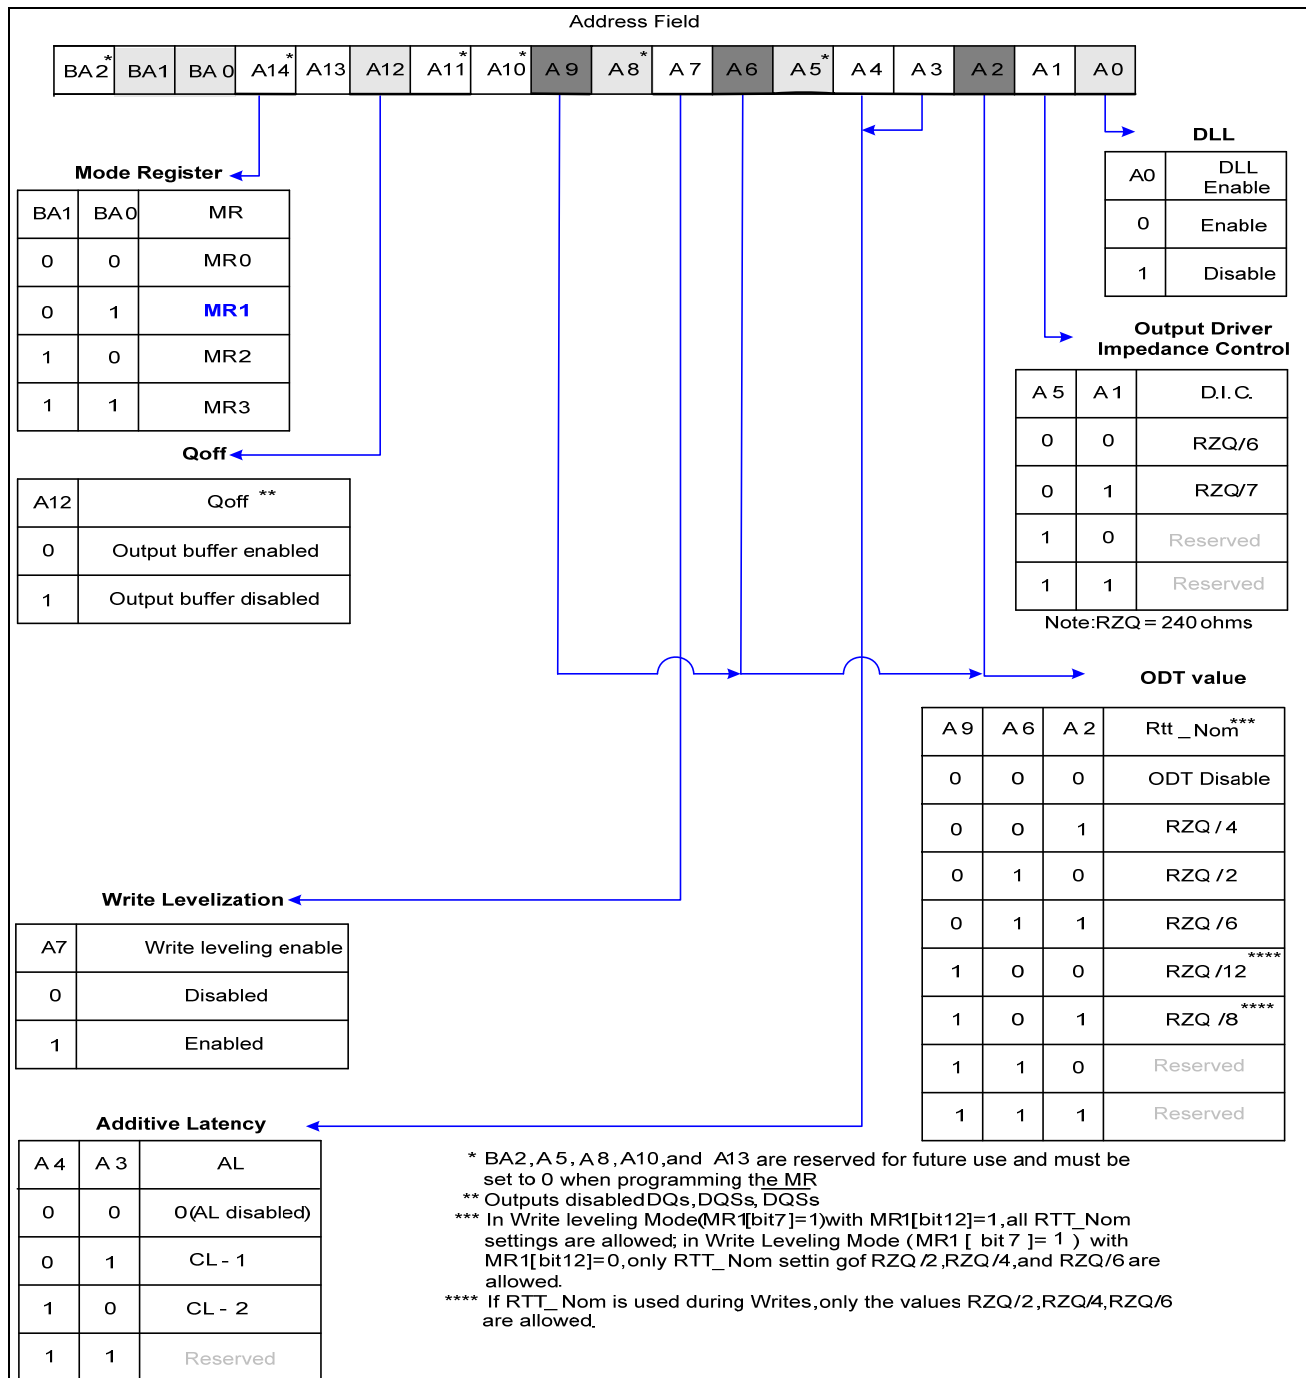 Address Field
BA2* BA1 BA0 A14* A13 A12 A11* A10* A9 A8* A7 A6 A5* A4 A3 A2 A1 A0
DLL
A0 DLL Enable
0 Enable
1 Disable
Mode Register
BA1 BA0 MR
0 0 MR0
0 1 MR1
1 0 MR2
1 1 MR3
Output Driver
Impedance Control
A5 A1 D.I.C.
0 0 RZQ/6
0 1 RZQ/7
1 0 Reserved
1 1 Reserved
Note:RZQ = 240 ohms
Qoff
A12 Qoff **
0 Output buffer enabled
1 Output buffer disabled
ODT value
A9 A6 A2 Rtt_Nom***
0 0 0 ODT Disable
0 0 1 RZQ/4
0 1 0 RZQ/2
0 1 1 RZQ/6
1 0 0 RZQ/12****
1 0 1 RZQ/8****
1 1 0 Reserved
1 1 1 Reserved
Write Levelization
A7 Write leveling enable
0 Disabled
1 Enabled
Additive Latency
A4 A3 AL
0 0 0(AL disabled)
0 1 CL-1
1 0 CL-2
1 1 Reserved
* BA2,A5,A8,A10,and A13 are reserved for future use and must be
set to 0 when programming the MR
** Outputs disabledDQs,DQSs,D̅Q̅S̅s̅
*** In Write leveling Mode(MR1[bit7]=1)with MR1[bit12]=1,all RTT_Nom
settings are allowed; in Write Leveling Mode (MR1 [ bit 7 ]= 1 ) with
MR1[bit12]=0,only RTT_Nom settin gof RZQ/2,RZQ/4,and RZQ/6 are
allowed.
**** If RTT_Nom is used during Writes,only the values RZQ/2,RZQ/4,RZQ/6
are allowed.